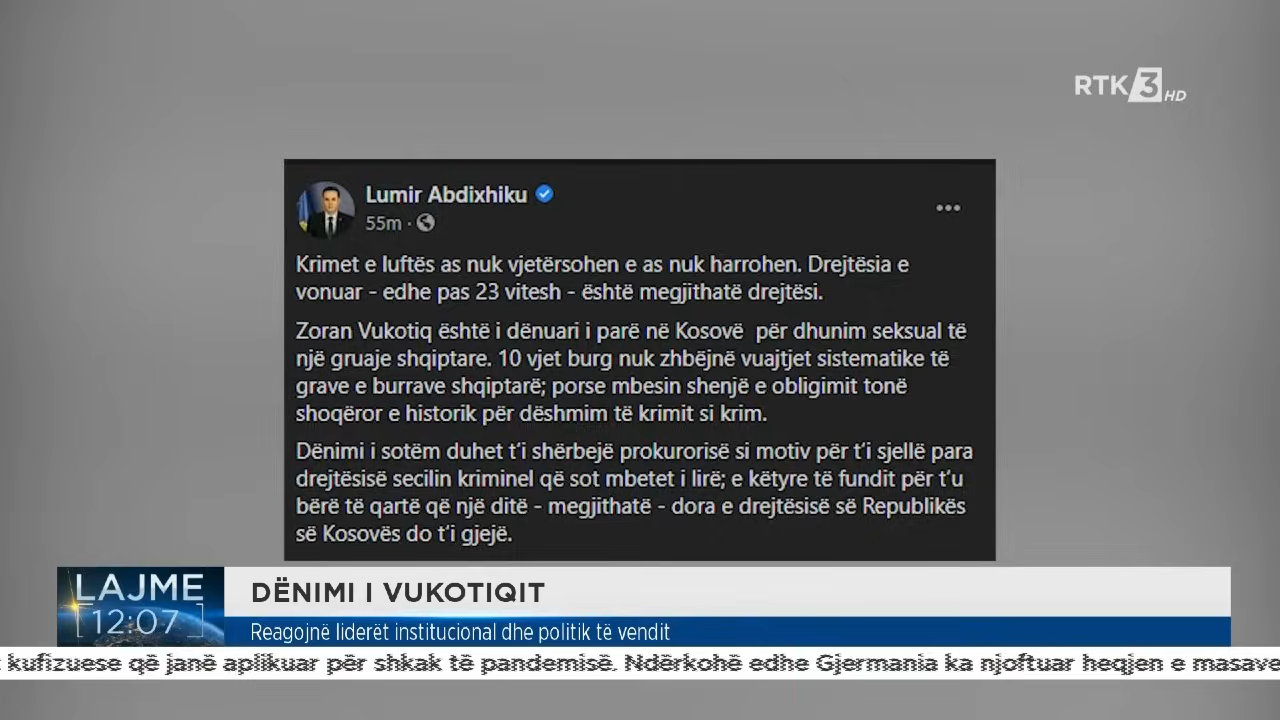 RTK 3 HD
Lumir Abdixhiku
55m ·
Krimet e luftës as nuk vjetërsohen e as nuk harrohen. Drejtësia e
vonuar - edhe pas 23 vitesh - është megjithatë drejtësi.
Zoran Vukotiq është i dënuari i parë në Kosovë  për dhunim seksual të
një gruaje shqiptare. 10 vjet burg nuk zhbëjnë vuajtjet sistematike të
grave e burrave shqiptarë; porse mbesin shenjë e obligimit tonë
shoqëror e historik për dëshmim të krimit si krim.
Dënimi i sotëm duhet t'i shërbejë prokurorisë si motiv për t'i sjellë para
drejtësisë secilin kriminel që sot mbetet i lirë; e këtyre të fundit për t'u
bërë të qartë që një ditë - megjithatë - dora e drejtësisë së Republikës
së Kosovës do t'i gjejë.
LAJME
12:07
DËNIMI I VUKOTIQIT
Reagojnë liderët institucional dhe politik të vendit
kufizuese që janë aplikuar për shkak të pandemisë. Ndërkohë edhe Gjermania ka njoftuar heqjen e masave